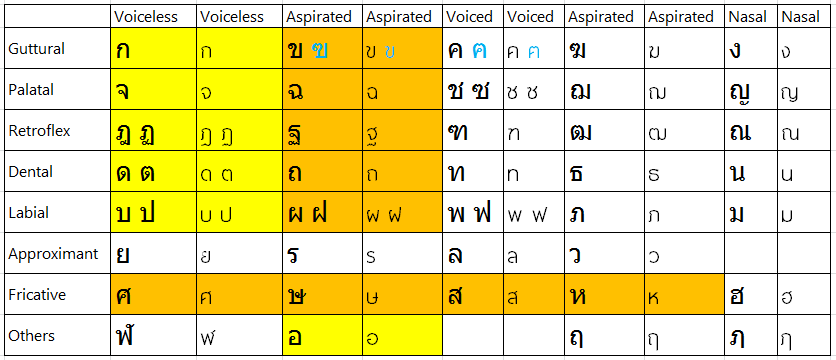 Voiceless Voiceless Aspirated Aspirated Voiced Voiced Aspirated Aspirated Nasal Nasal
Guttural ก ก ข ฃ ข ฃ ค ฅ ค ฅ ฆ ฆ ง ง
Palatal จ จ ฉ ฉ ช ซ ช ซ ฌ ฌ ญ ญ
Retroflex ฎ ฏ ฎ ฏ ฐ ฐ ฑ ฑ ฒ ฒ ณ ณ
Dental ด ต ด ต ถ ถ ท ท ธ ธ น น
Labial บ ป บ ป ผ ฝ ผ ฝ พ ฟ พ ฟ ภ ภ ม ม
Approximant ย ย ร ร ล ล ว ว
Fricative ศ ศ ษ ษ ส ส ห ห ฮ ฮ
Others ฬ ฬ อ อ ฤ ฤ ฦ ฦ